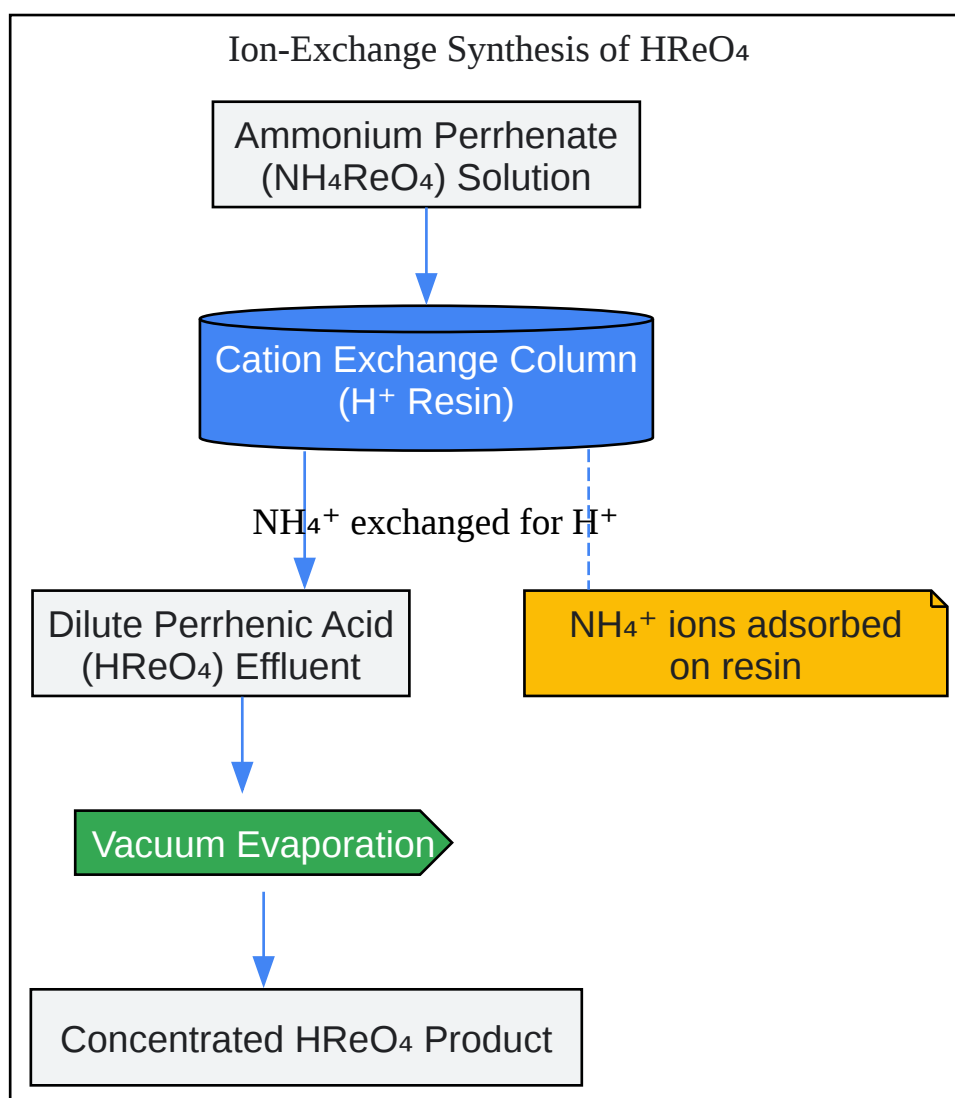 Ion-Exchange Synthesis of HReO₄
Ammonium Perrhenate
(NH₄ReO₄) Solution
Cation Exchange Column
(H⁺ Resin)
NH₄⁺ exchanged for H⁺
Dilute Perrhenic Acid
(HReO₄) Effluent
NH₄⁺ ions adsorbed
on resin
Vacuum Evaporation
Concentrated HReO₄ Product